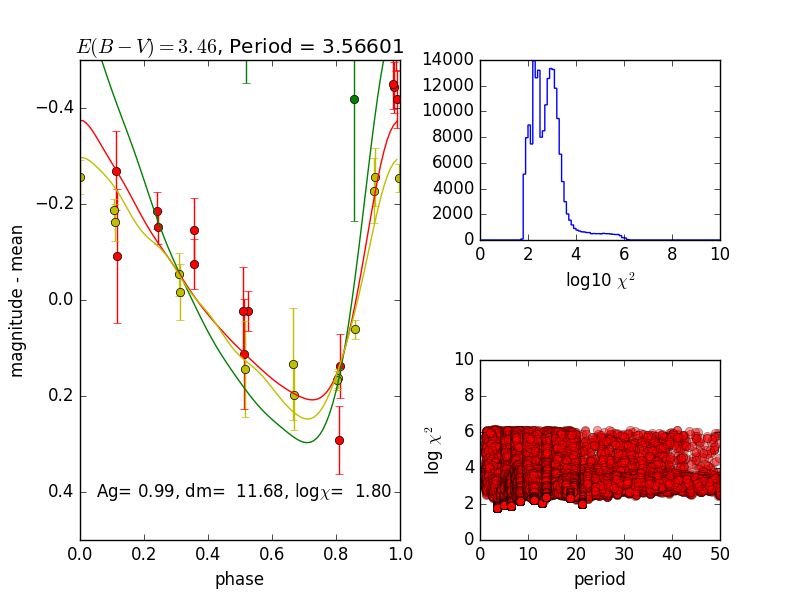 E(B − V) = 3.46, Period = 3.56601
magnitude - mean
−0.4
−0.2
0.0
0.2
0.4
Ag= 0.99, dm=  11.68, logχ=  1.80
0.0 0.2 0.4 0.6 0.8 1.0
phase
14000
12000
10000
8000
6000
4000
2000
0
0 2 4 6 8 10
log10 χ²
log χ²
10
8
6
4
2
0
0 10 20 30 40 50
period